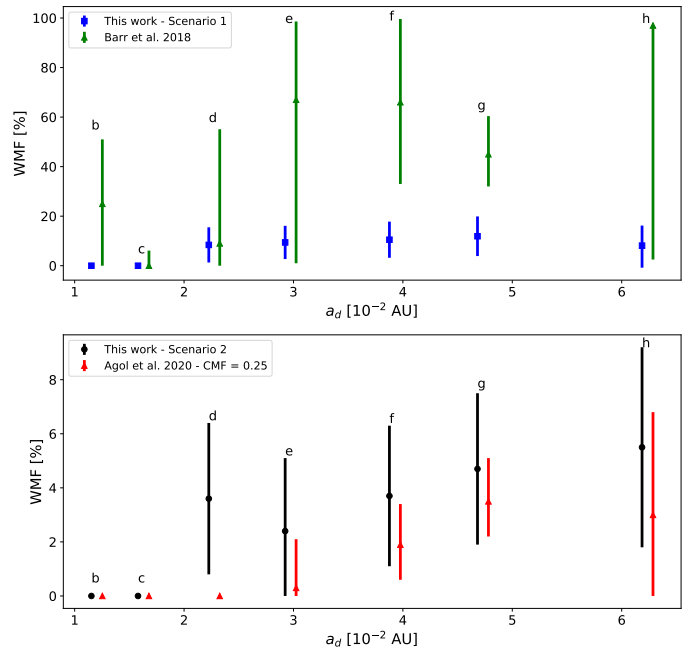 This work - Scenario 1
Barr et al. 2018
WMF [%]
100
80
60
40
20
0
b
c
d
e
f
g
h
1 2 3 4 5 6
a_d [10⁻² AU]
This work - Scenario 2
Agol et al. 2020 - CMF = 0.25
WMF [%]
8
6
4
2
0
b
c
d
e
f
g
h
1 2 3 4 5 6
a_d [10⁻² AU]